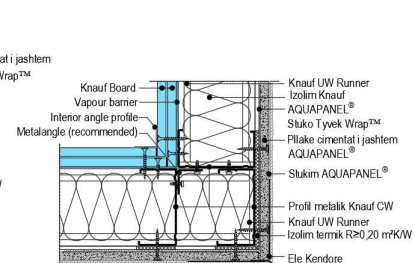 at i jashtem
Wrap™
Knauf Board
Vapour barrier
Interior angle profile
Metalangle (recommended)
Knauf UW Runner
Izolim Knauf
AQUAPANEL®
Stuko Tyvek Wrap™
Pllake cimentat i jashtem
AQUAPANEL®
Stukim AQUAPANEL®
Profil metalik Knauf CW
Knauf UW Runner
Izolim termik R≥0,20 m²K/W
Ele Kendore